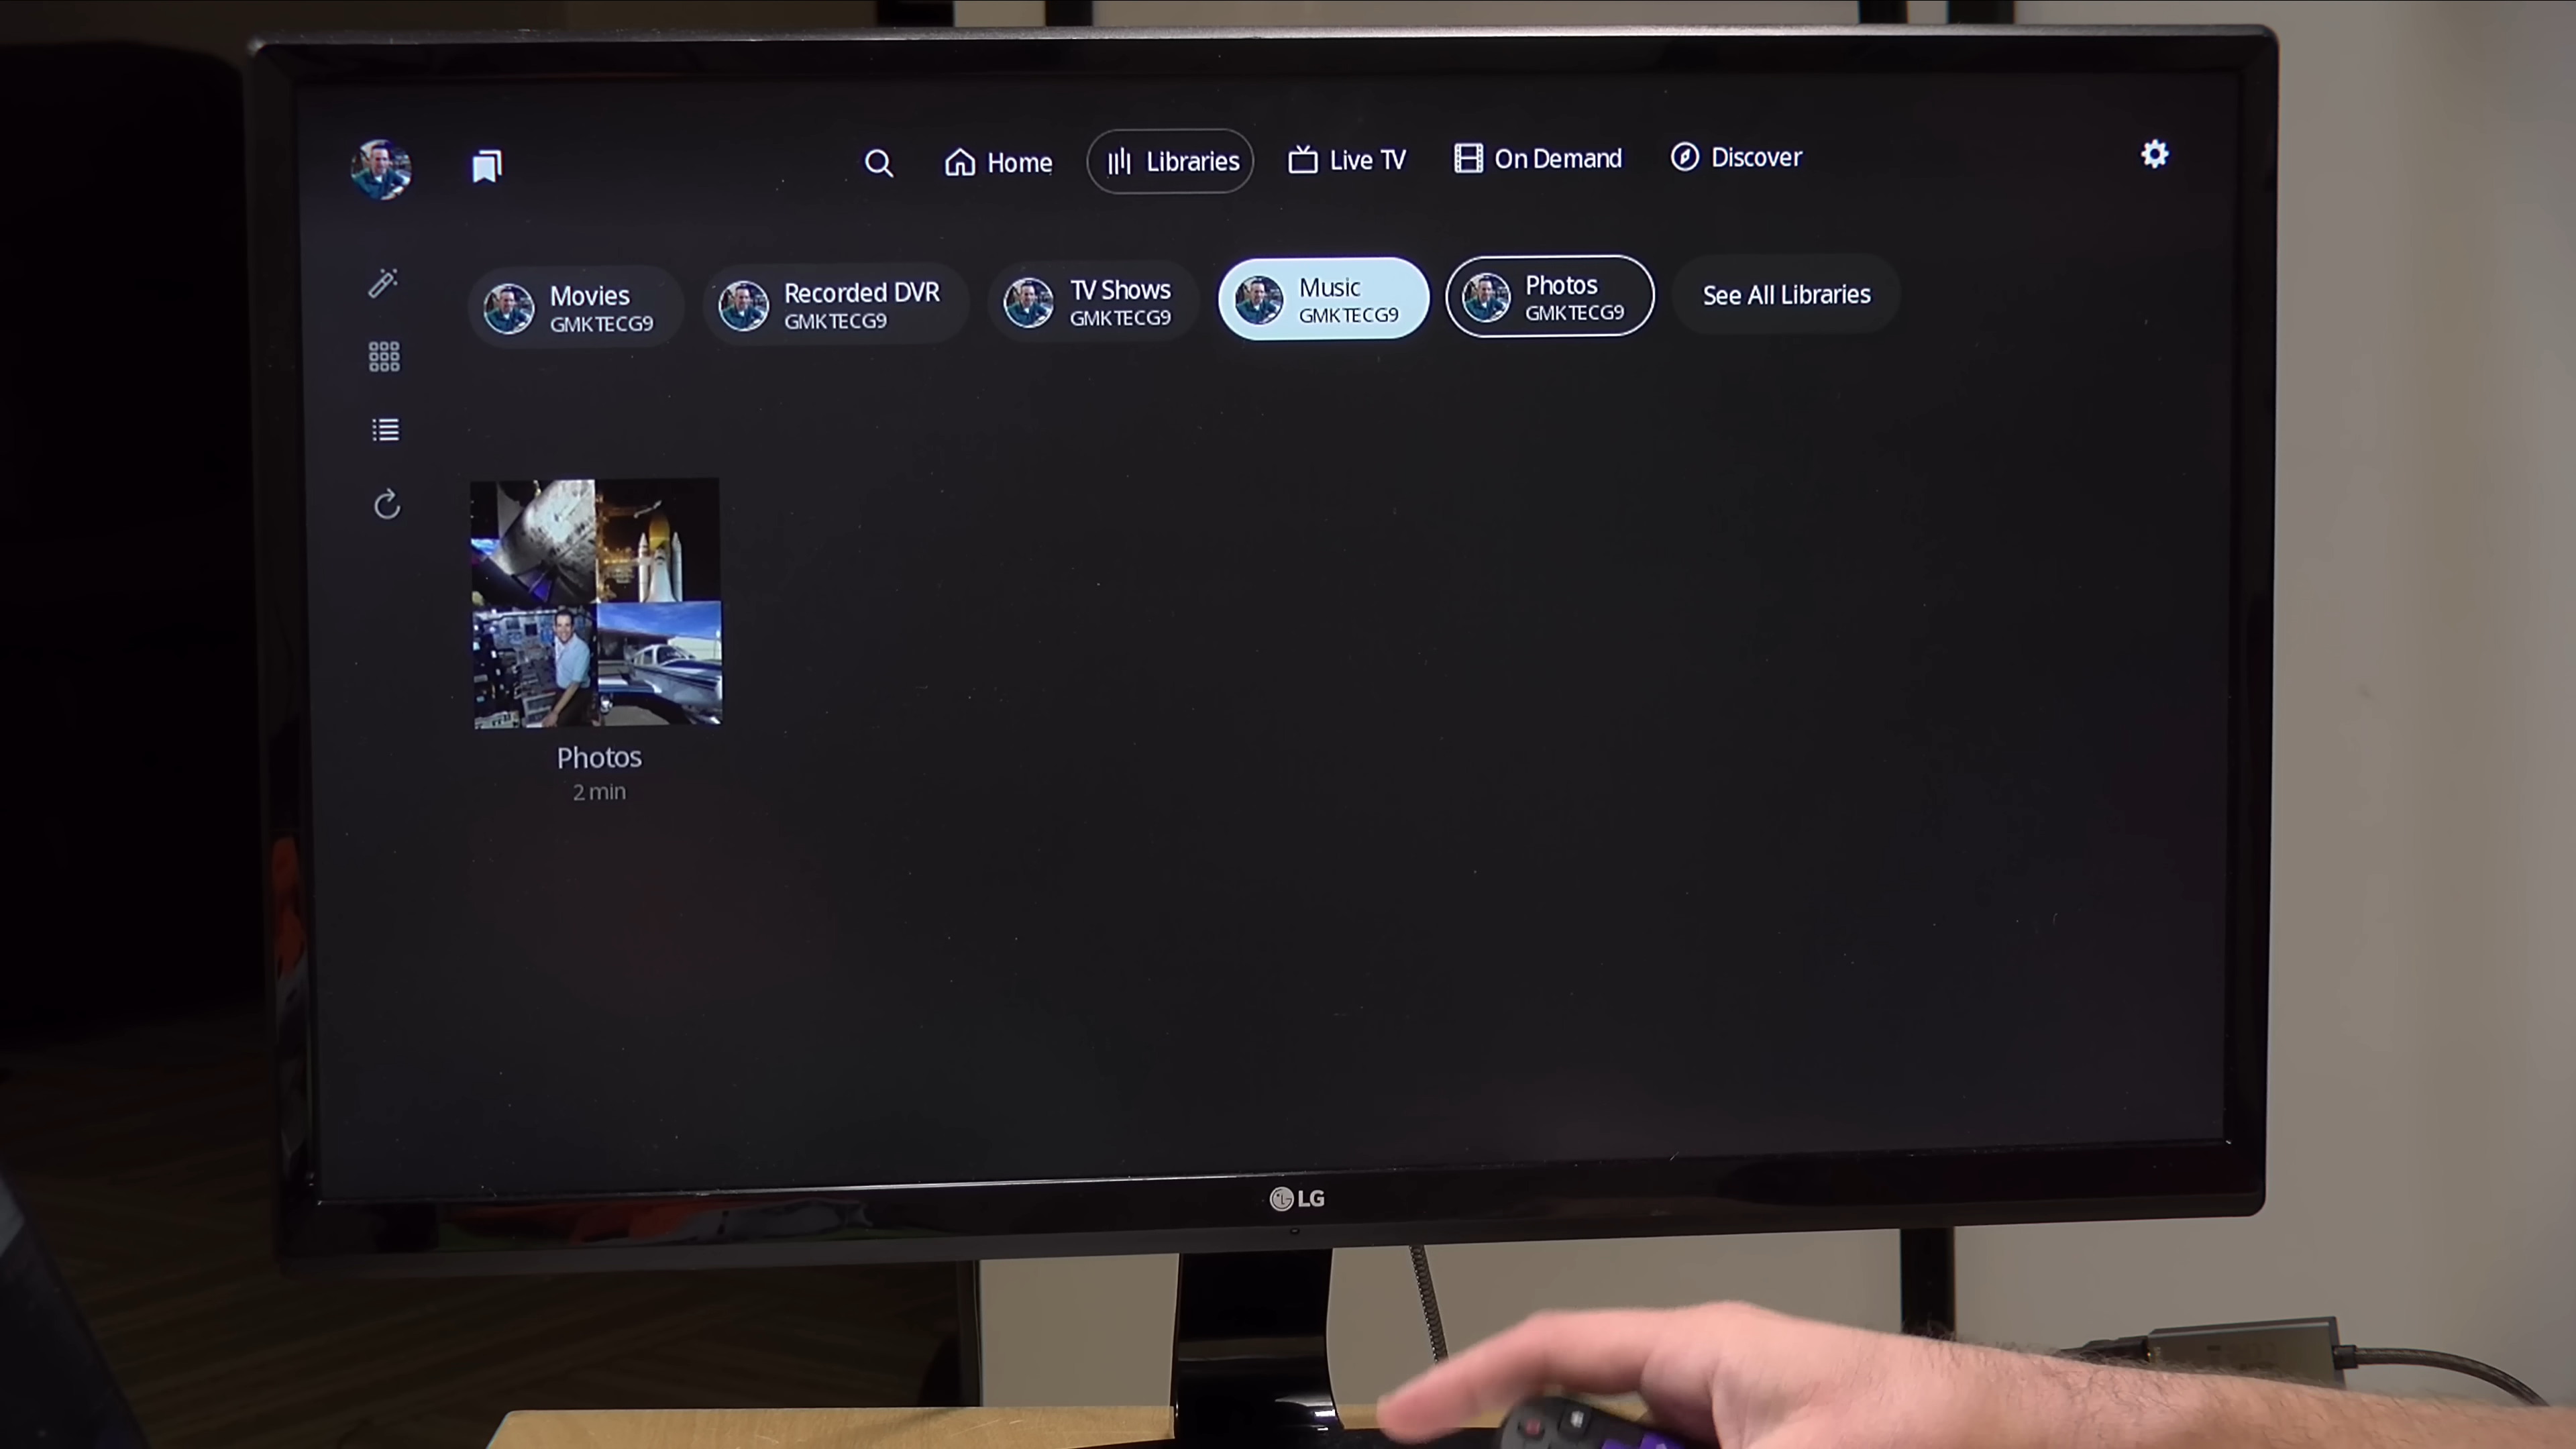 Home
Libraries
Live TV
On Demand
Discover
Movies
GMKTECG9
Recorded DVR
GMKTECG9
TV Shows
GMKTECG9
Music
GMKTECG9
Photos
GMKTECG9
See All Libraries
Photos
2 min
LG